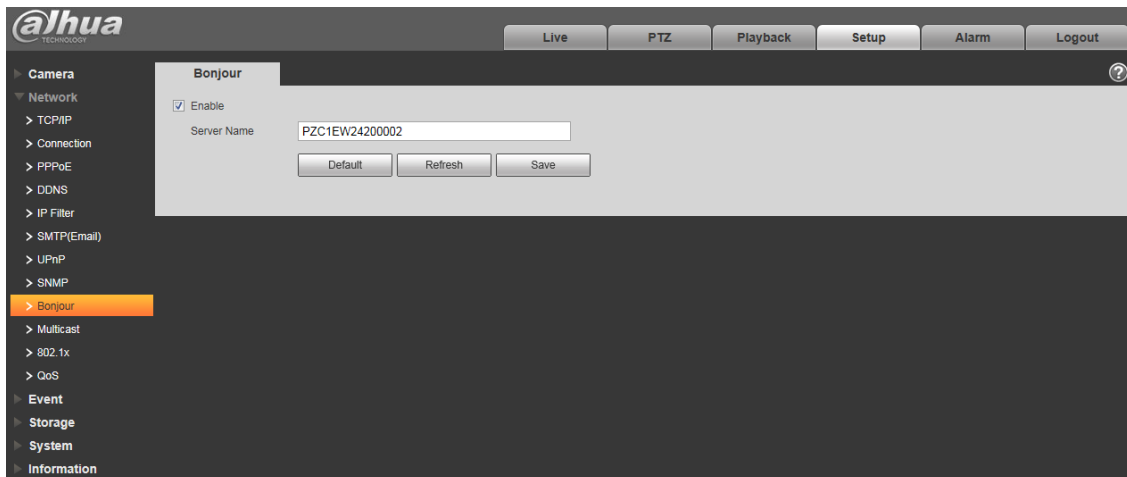 alhua
TECHNOLOGY
Live PTZ Playback Setup Alarm Logout
Camera
Network
> TCP/IP
> Connection
> PPPoE
> DDNS
> IP Filter
> SMTP(Email)
> UPnP
> SNMP
> Bonjour
> Multicast
> 802.1x
> QoS
Event
Storage
System
Information
Bonjour
?
Enable
Server Name PZC1EW24200002
Default Refresh Save